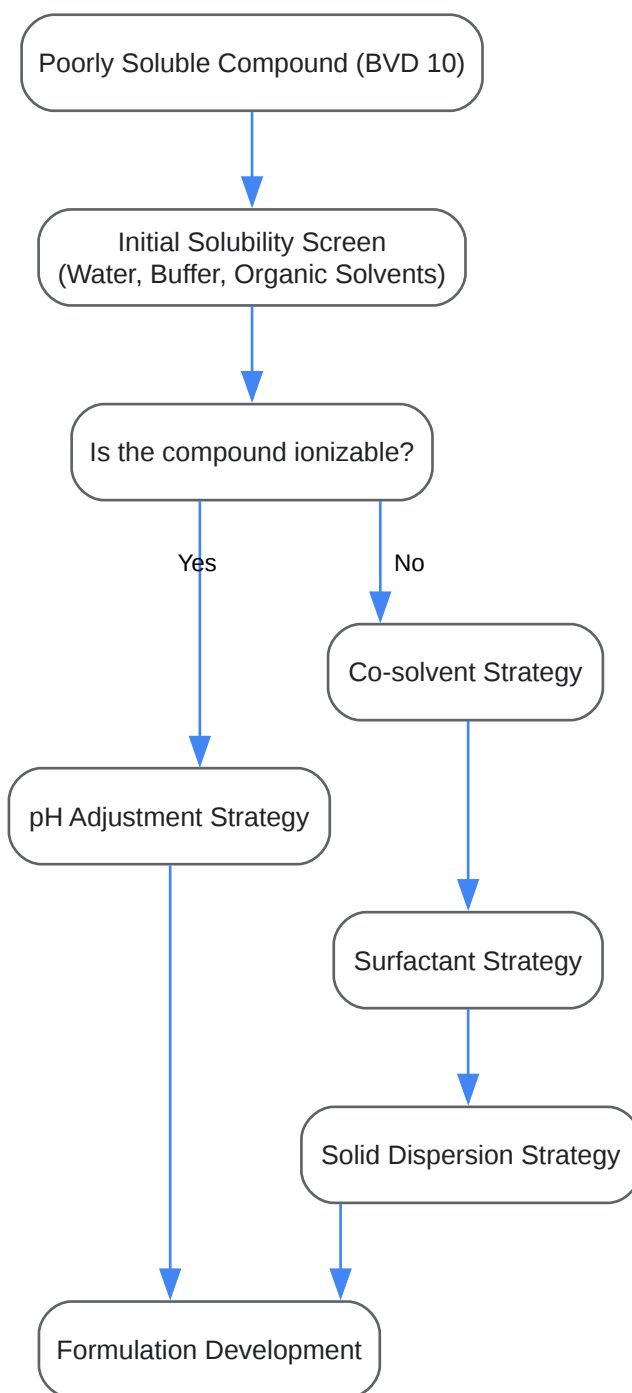 Poorly Soluble Compound (BVD 10)
Initial Solubility Screen
(Water, Buffer, Organic Solvents)
Is the compound ionizable?
Yes
No
Co-solvent Strategy
pH Adjustment Strategy
Surfactant Strategy
Solid Dispersion Strategy
Formulation Development